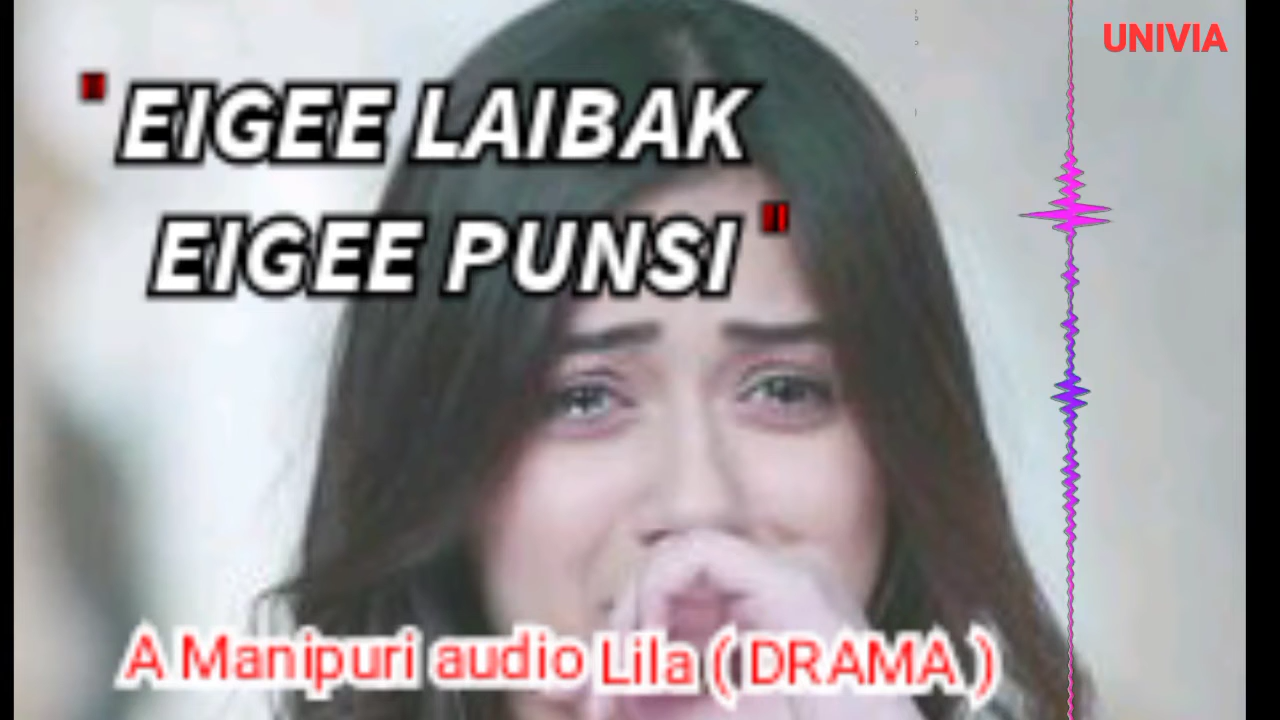 UNIVIA
" EIGEE LAIBAK
EIGEE PUNSI "
A Manipuri audio Lila ( DRAMA )